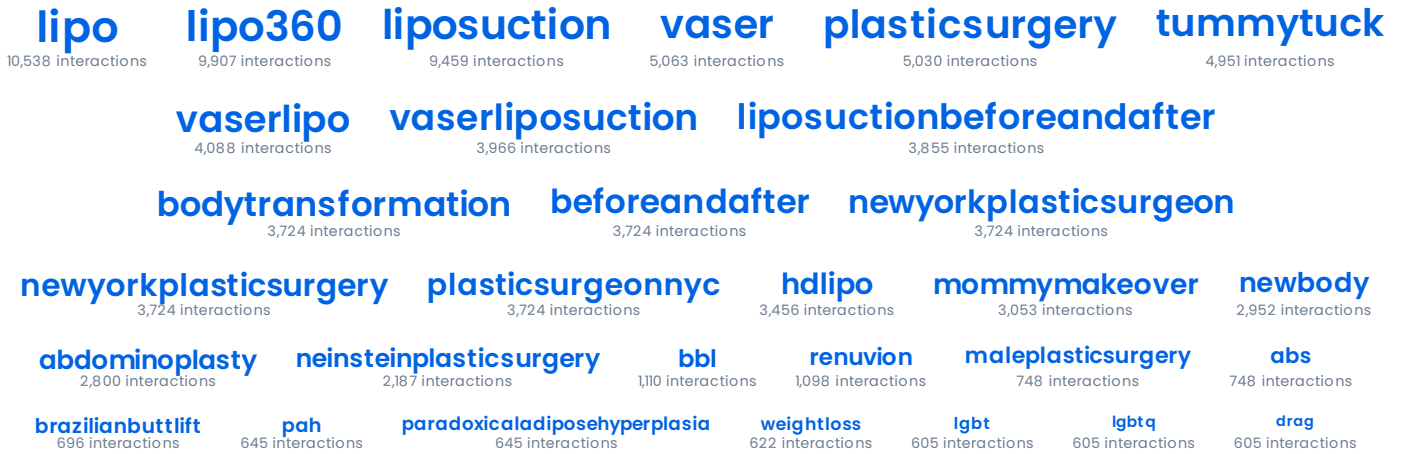 lipo lipo360 liposuction vaser plasticsurgery tummytuck
10,538 interactions 9,907 interactions 9,459 interactions 5,063 interactions 5,030 interactions 4,951 interactions
vaserlipo vaserliposuction liposuctionbeforeandafter
4,088 interactions 3,966 interactions 3,855 interactions
bodytransformation beforeandafter newyorkplasticsurgeon
3,724 interactions 3,724 interactions 3,724 interactions
newyorkplasticsurgery plasticsurgeonnyc hdlipo mommymakeover newbody
3,724 interactions 3,724 interactions 3,456 interactions 3,053 interactions 2,952 interactions
abdominoplasty neinsteinplasticsurgery bbl renuvion maleplasticsurgery abs
2,800 interactions 2,187 interactions 1,110 interactions 1,098 interactions 748 interactions 748 interactions
brazilianbuttlift pah paradoxicaladiposehyperplasia weightloss lgbt lgbtq drag
696 interactions 645 interactions 645 interactions 622 interactions 605 interactions 605 interactions 605 interactions